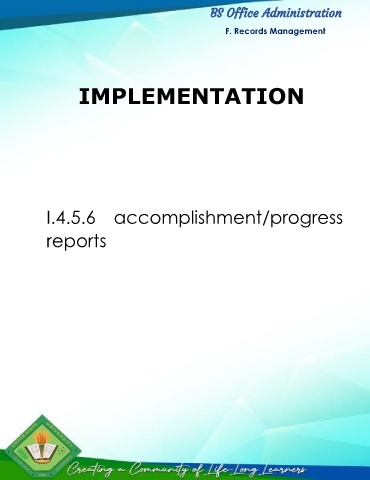 BS Office Administration
F. Records Management
IMPLEMENTATION
I.4.5.6 accomplishment/progress
reports
Creating a Community of Life-Long Learners